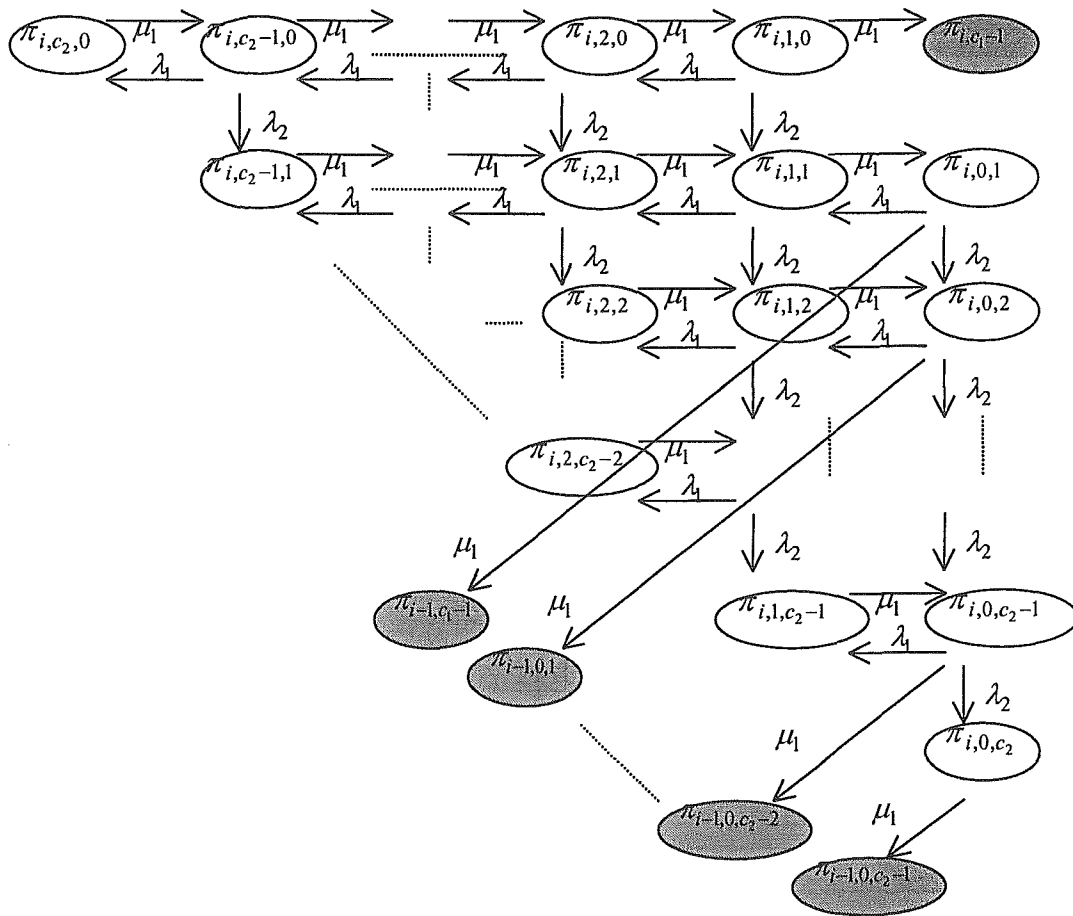 π_{i,c_2,0} μ_1 π_{i,c_2−1,0} μ_1 μ_1 π_{i,2,0} μ_1 π_{i,1,0} μ_1 π_{i,c_1−1}
λ_1 λ_1 λ_1 λ_1
λ_2 λ_2 λ_2
π_{i,c_2−1,1} μ_1 μ_1 π_{i,2,1} μ_1 π_{i,1,1} μ_1 π_{i,0,1}
λ_1 λ_1 λ_1 λ_1
λ_2 λ_2 λ_2
π_{i,2,2} μ_1 π_{i,1,2} μ_1 π_{i,0,2}
λ_1 λ_1
λ_2 λ_2
π_{i,2,c_2−2} μ_1
λ_1
μ_1 λ_2 λ_2
π_{i−1,c_1−1} μ_1 π_{i,1,c_2−1} μ_1 π_{i,0,c_2−1}
π_{i−1,0,1} λ_1
λ_2
μ_1 π_{i,0,c_2}
π_{i−1,0,c_2−2} μ_1
π_{i−1,0,c_2−1}